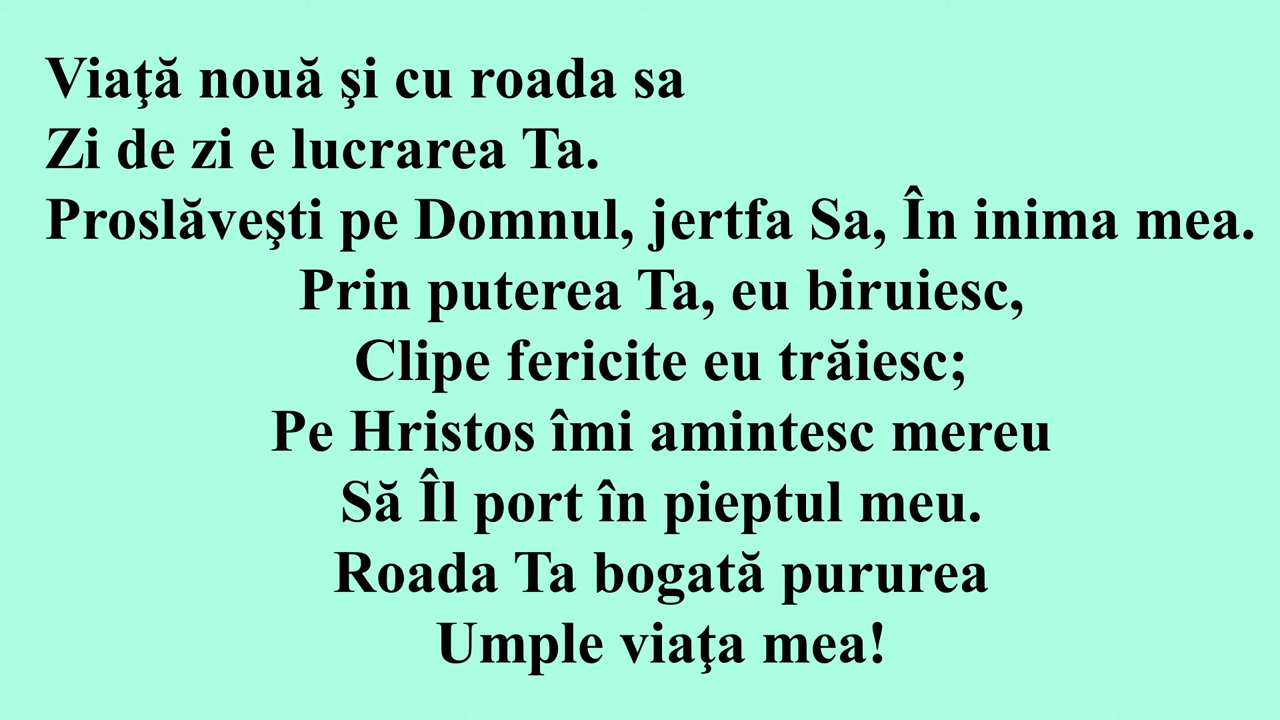 Viaţă nouă şi cu roada sa
Zi de zi e lucrarea Ta.
Proslăveşti pe Domnul, jertfa Sa, În inima mea.
Prin puterea Ta, eu biruiesc,
Clipe fericite eu trăiesc;
Pe Hristos îmi amintesc mereu
Să Îl port în pieptul meu.
Roada Ta bogată pururea
Umple viaţa mea!